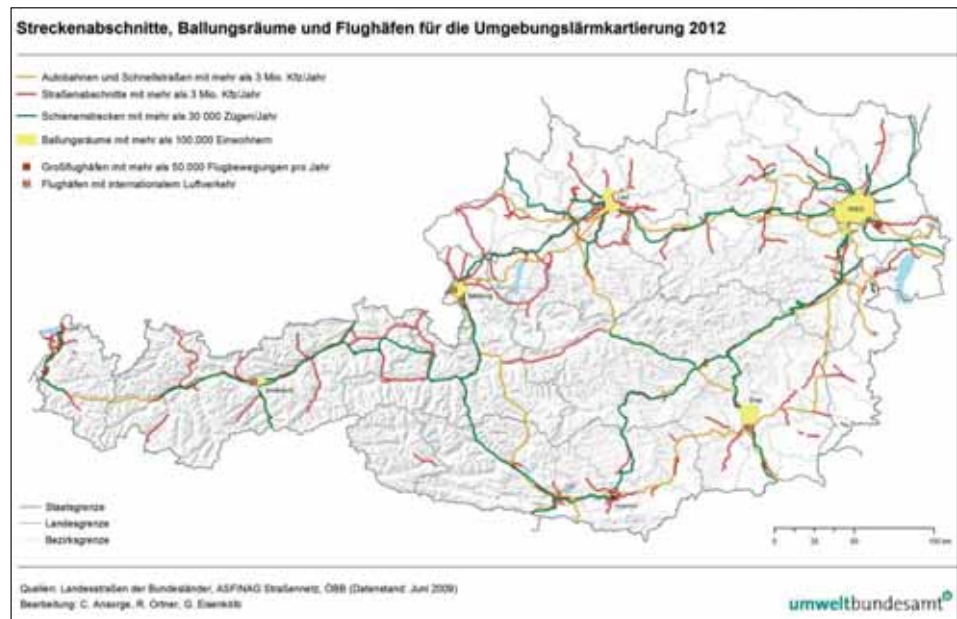 Streckenabschnitte, Ballungsräume und Flughäfen für die Umgebungslärmkartierung 2012
Autobahnen und Schnellstraßen mit mehr als 3 Mio. Kfz/Jahr
Straßenabschnitte mit mehr als 3 Mio. Kfz/Jahr
Schienenstrecken mit mehr als 30 000 Zügen/Jahr
Ballungsräume mit mehr als 100.000 Einwohnern
Großflughäfen mit mehr als 50.000 Flugbewegungen pro Jahr
Flughäfen mit internationalem Luftverkehr
Linz
Wien
Salzburg
Innsbruck
Graz
Staatsgrenze
Landesgrenze
Bezirksgrenze
0 25 50 100 km
Quellen: Landesstraßen der Bundesländer, ASFINAG Straßennetz, ÖBB (Datenstand: Juni 2009)
Bearbeitung: C. Ansorge, R. Ortner, G. Eisenkölb
umweltbundesamt